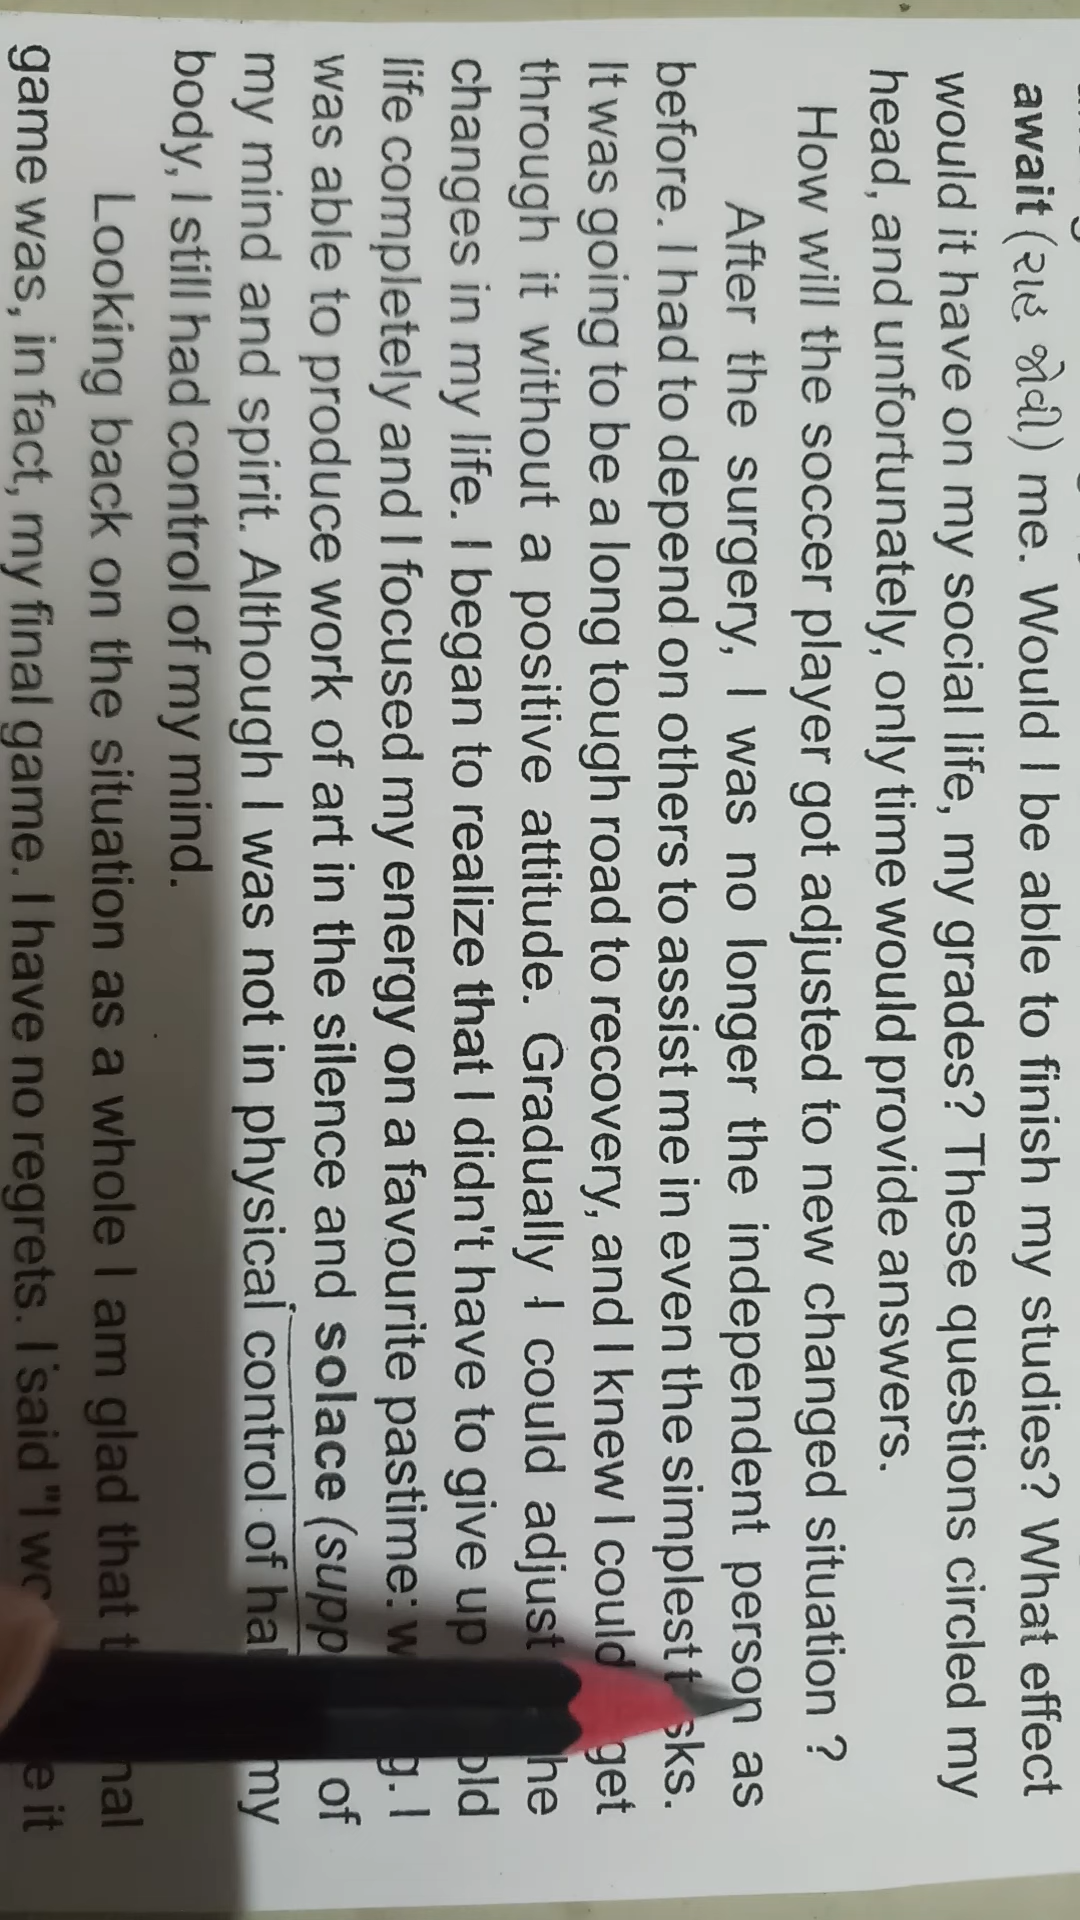 await (રાહ જોવી) me. Would I be able to finish my studies? What effect
would it have on my social life, my grades? These questions circled my
head, and unfortunately, only time would provide answers.
How will the soccer player got adjusted to new changed situation ?
After the surgery, I was no longer the independent person as
before. I had to depend on others to assist me in even the simplest
It was going to be a long tough road to recovery, and I knew I could get
through it without a positive attitude. Gradually I could adjust
changes in my life. I began to realize that I didn't have to give up
life completely and I focused my energy on a favourite pastime: I
was able to produce work of art in the silence and solace ( of
my mind and spirit. Although I was not in physical control of my
body, I still had control of my mind.
Looking back on the situation as a whole I am glad that
game was, in fact, my final game. I have no regrets. I said "I it